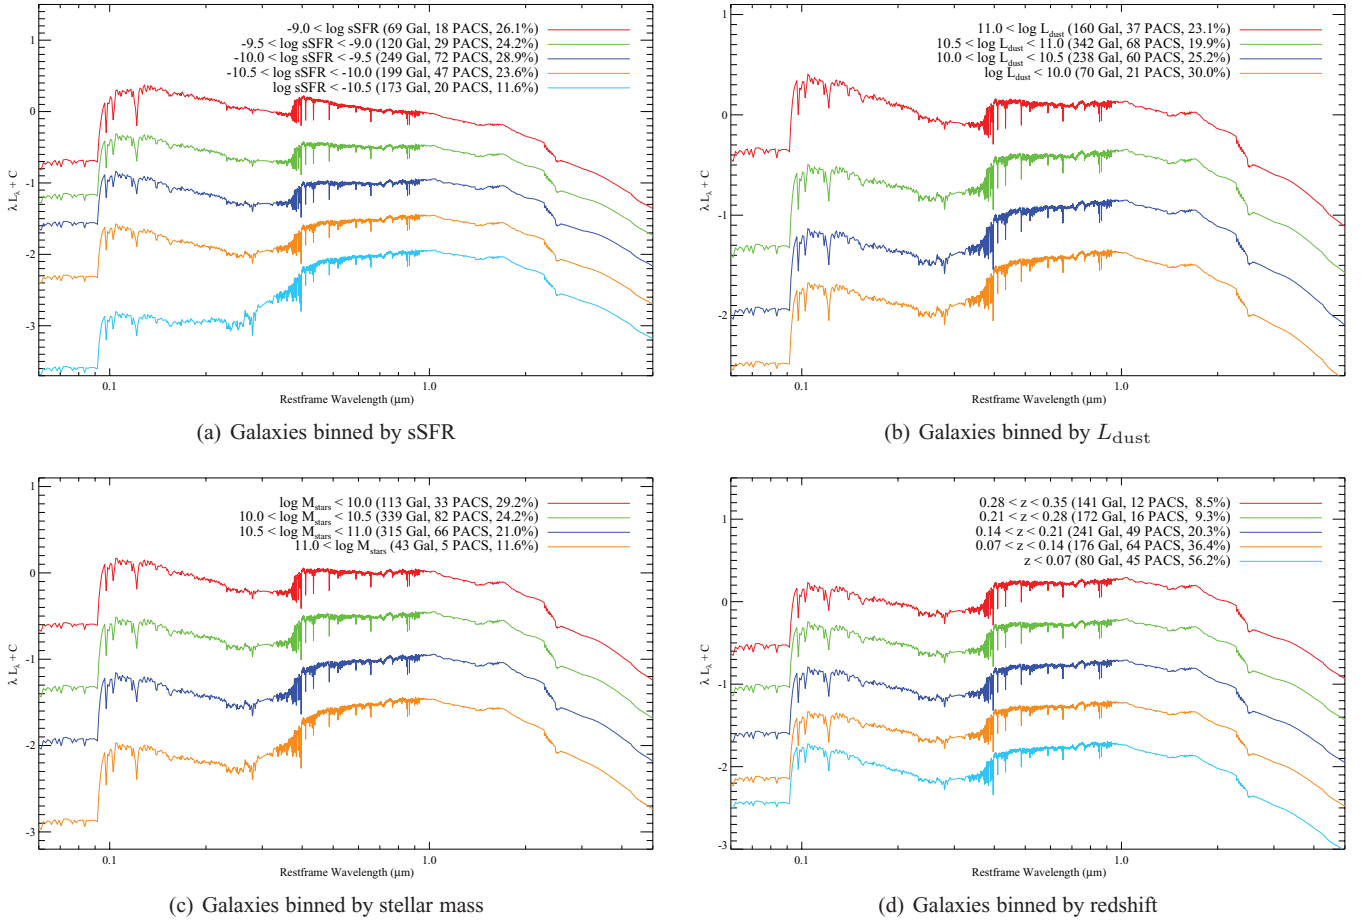 -9.0 < log sSFR (69 Gal, 18 PACS, 26.1%)
-9.5 < log sSFR < -9.0 (120 Gal, 29 PACS, 24.2%)
-10.0 < log sSFR < -9.5 (249 Gal, 72 PACS, 28.9%)
-10.5 < log sSFR < -10.0 (199 Gal, 47 PACS, 23.6%)
log sSFR < -10.5 (173 Gal, 20 PACS, 11.6%)
1
0
-1
-2
-3
λ L_λ + C
0.1
1.0
Restframe Wavelength (μm)
(a) Galaxies binned by sSFR
11.0 < log L_dust (160 Gal, 37 PACS, 23.1%)
10.5 < log L_dust < 11.0 (342 Gal, 68 PACS, 19.9%)
10.0 < log L_dust < 10.5 (238 Gal, 60 PACS, 25.2%)
log L_dust < 10.0 (70 Gal, 21 PACS, 30.0%)
1
0
-1
-2
λ L_λ + C
0.1
1.0
Restframe Wavelength (μm)
(b) Galaxies binned by L_dust
log M_stars < 10.0 (113 Gal, 33 PACS, 29.2%)
10.0 < log M_stars < 10.5 (339 Gal, 82 PACS, 24.2%)
10.5 < log M_stars < 11.0 (315 Gal, 66 PACS, 21.0%)
11.0 < log M_stars (43 Gal, 5 PACS, 11.6%)
1
0
-1
-2
-3
λ L_λ + C
0.1
1.0
Restframe Wavelength (μm)
(c) Galaxies binned by stellar mass
0.28 < z < 0.35 (141 Gal, 12 PACS, 8.5%)
0.21 < z < 0.28 (172 Gal, 16 PACS, 9.3%)
0.14 < z < 0.21 (241 Gal, 49 PACS, 20.3%)
0.07 < z < 0.14 (176 Gal, 64 PACS, 36.4%)
z < 0.07 (80 Gal, 45 PACS, 56.2%)
1
0
-1
-2
-3
λ L_λ + C
0.1
1.0
Restframe Wavelength (μm)
(d) Galaxies binned by redshift